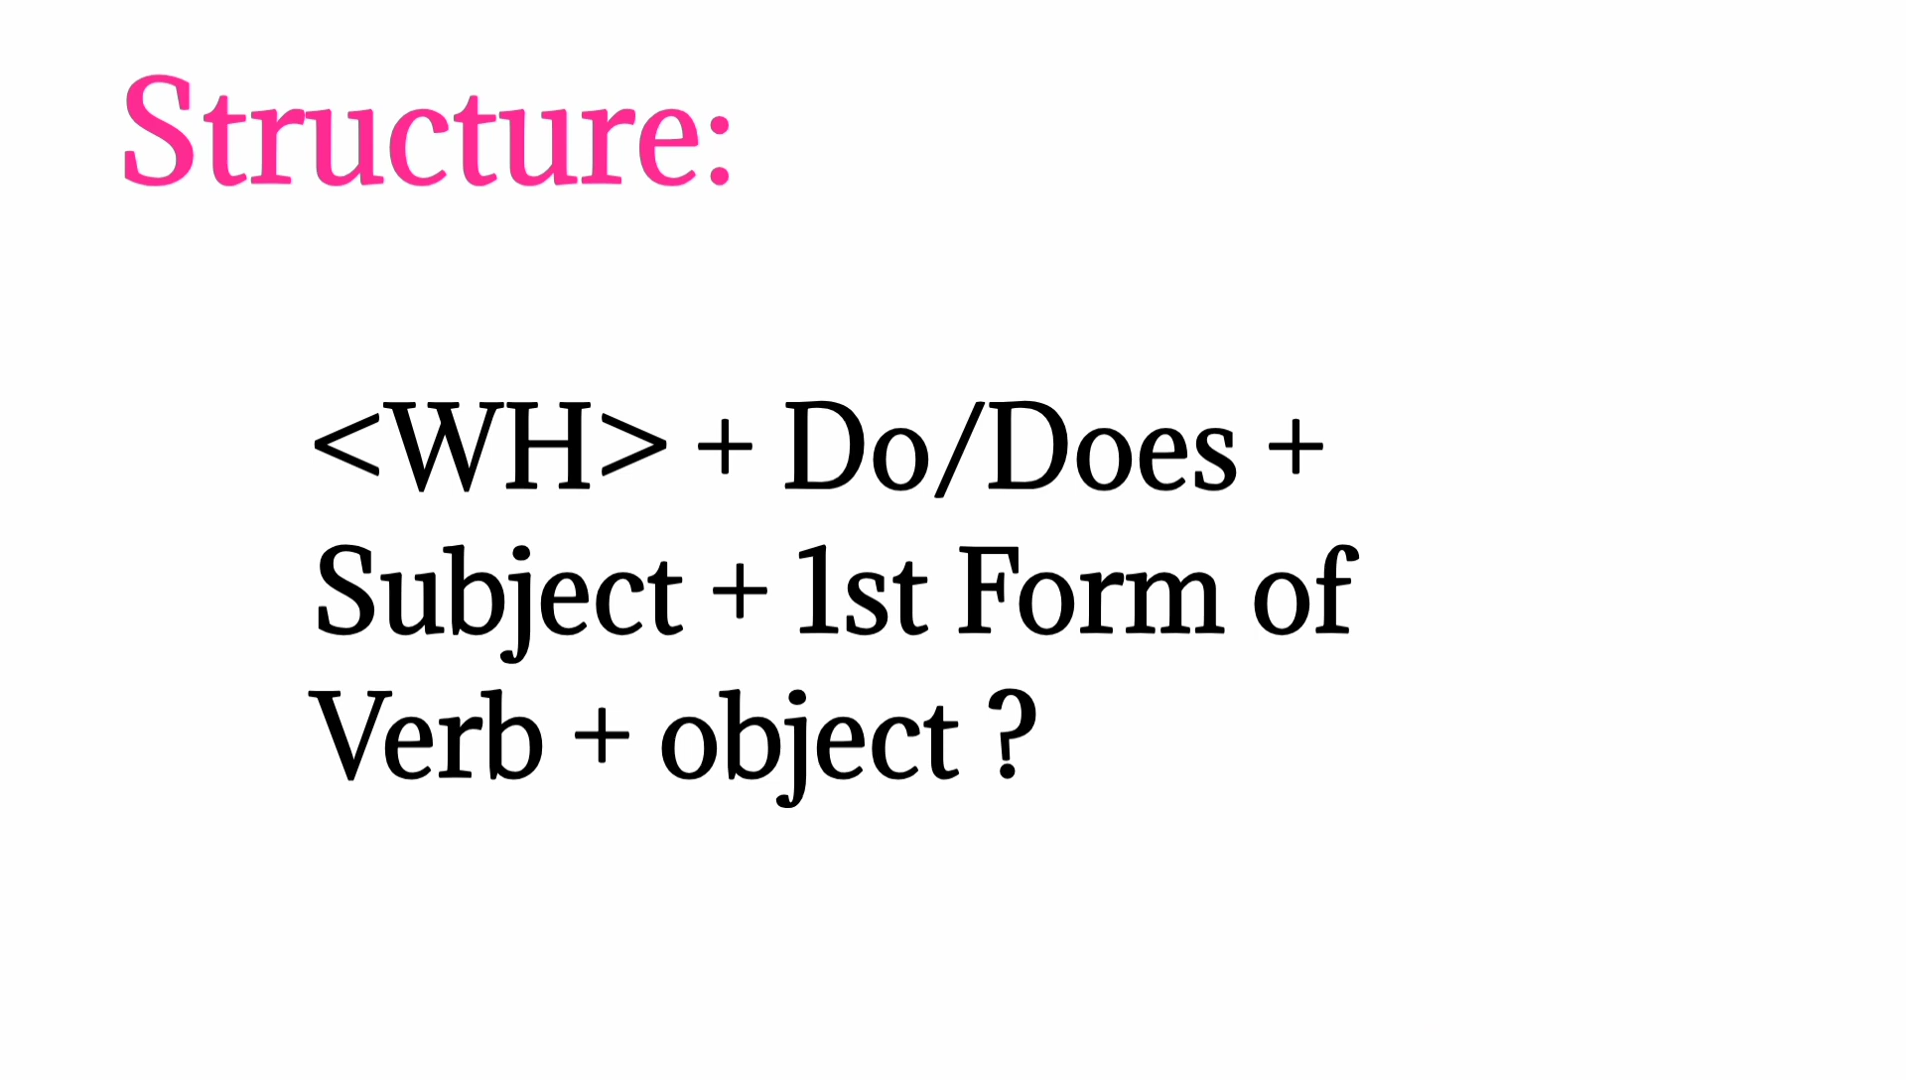 Structure:
<WH> + Do/Does +
Subject + 1st Form of
Verb + object ?